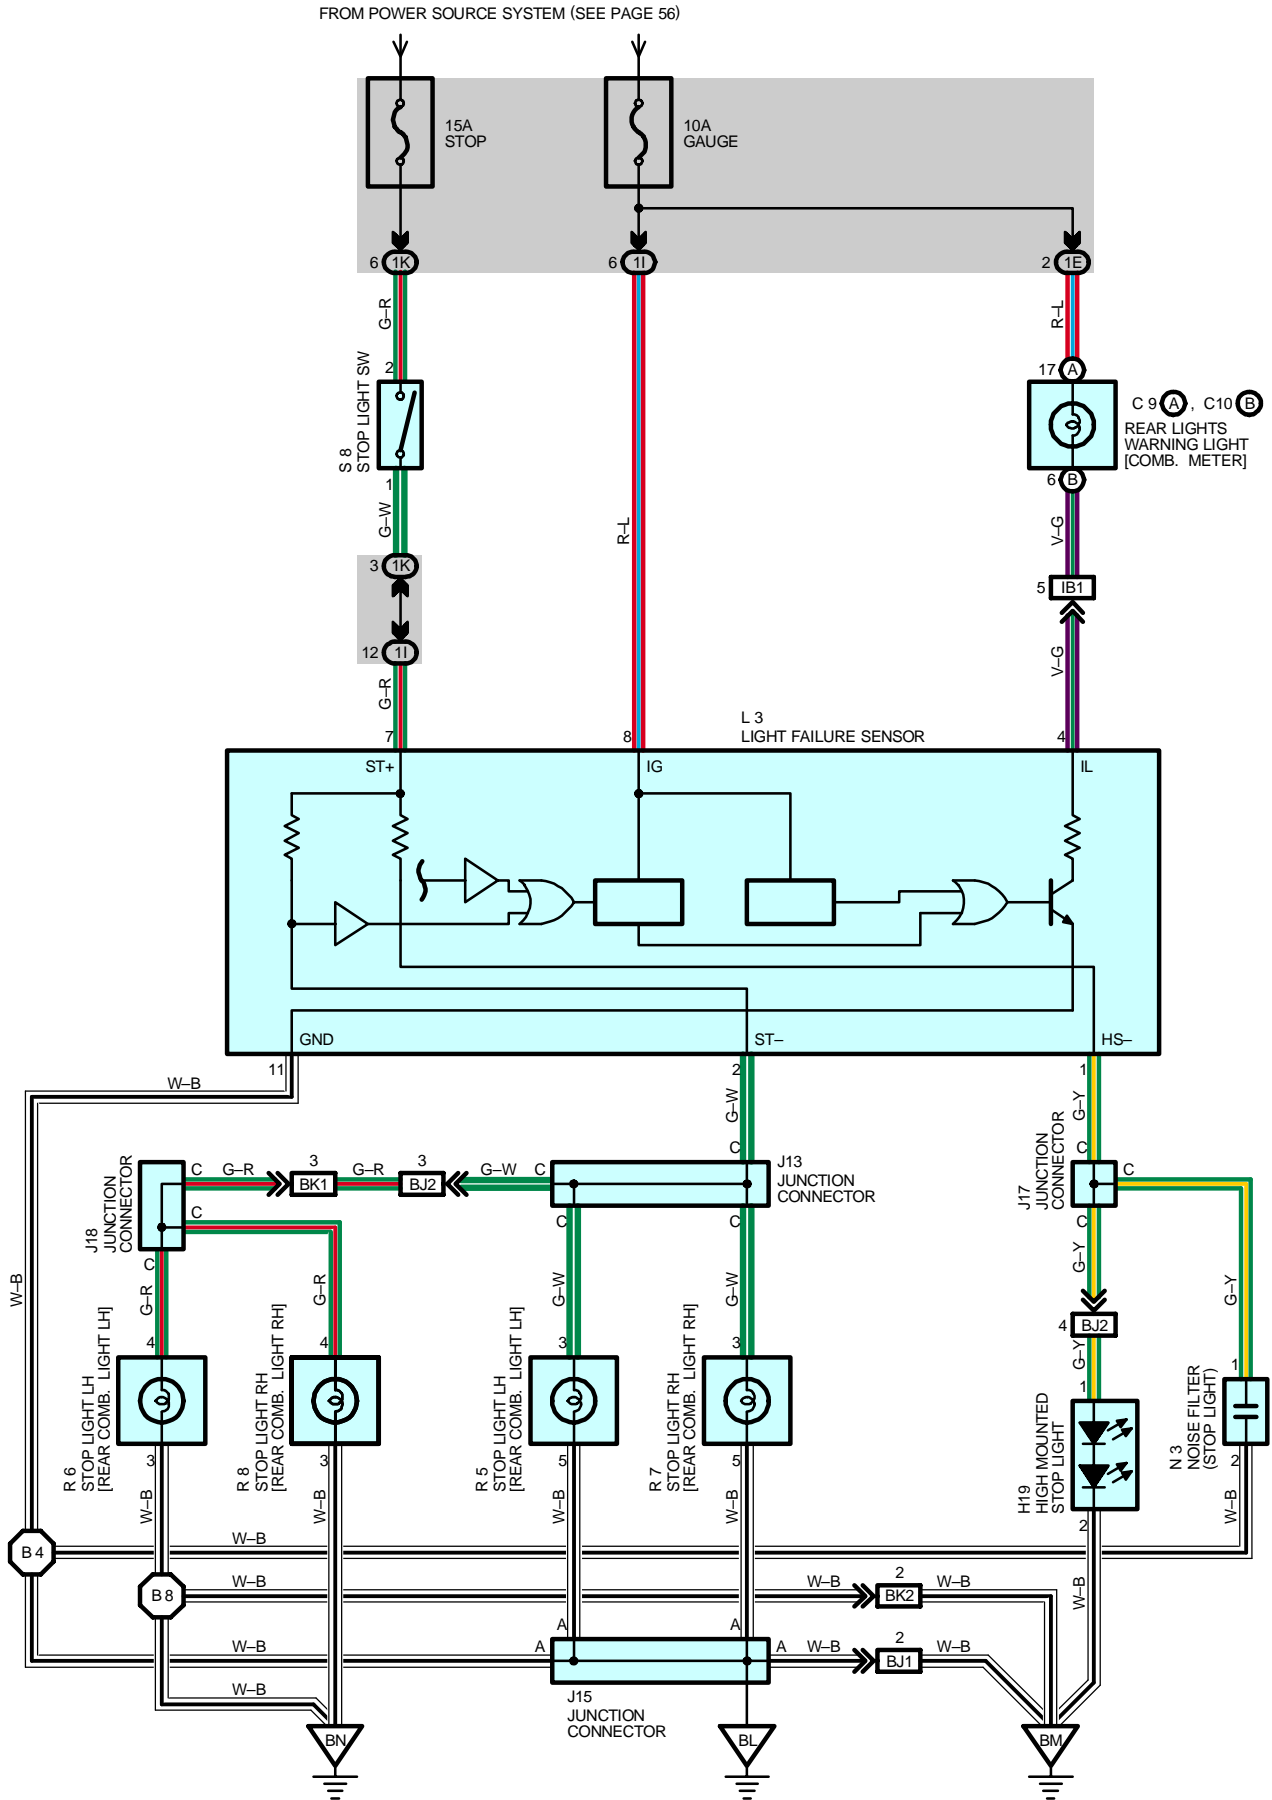 FROM POWER SOURCE SYSTEM (SEE PAGE 56)
15A
STOP
10A
GAUGE
6 1K
6 1I
2 1E
G–R
R–L
R–L
2
S 8
STOP LIGHT SW
1
G–W
17 A
C 9 A , C10 B
REAR LIGHTS
WARNING LIGHT
[COMB. METER]
6 B
V–G
3 1K
5 IB1
12 1I
G–R
V–G
L 3
LIGHT FAILURE SENSOR
7
8
4
ST+
IG
IL
GND
ST–
HS–
11
2
1
W–B
G–W
G–Y
J18
JUNCTION
CONNECTOR
C
G–R
3
BK1
G–R
3
BJ2
G–W
C
C
J13
JUNCTION
CONNECTOR
J17
JUNCTION
CONNECTOR
C
C
C
C
C
C
C
W–B
G–R
G–R
G–W
G–W
G–Y
G–Y
4 BJ2
G–Y
4
4
3
3
1
1
R 6
STOP LIGHT LH
[REAR COMB. LIGHT LH]
R 8
STOP LIGHT RH
[REAR COMB. LIGHT RH]
R 5
STOP LIGHT LH
[REAR COMB. LIGHT LH]
R 7
STOP LIGHT RH
[REAR COMB. LIGHT RH]
H19
HIGH MOUNTED
STOP LIGHT
N 3
NOISE FILTER
(STOP LIGHT)
3
3
5
5
2
2
W–B
W–B
W–B
W–B
W–B
W–B
B 4
W–B
B 8
W–B
W–B
2
BK2
W–B
A
A
W–B
A
A
W–B
2
BJ1
W–B
W–B
J15
JUNCTION
CONNECTOR
BN
BL
BM